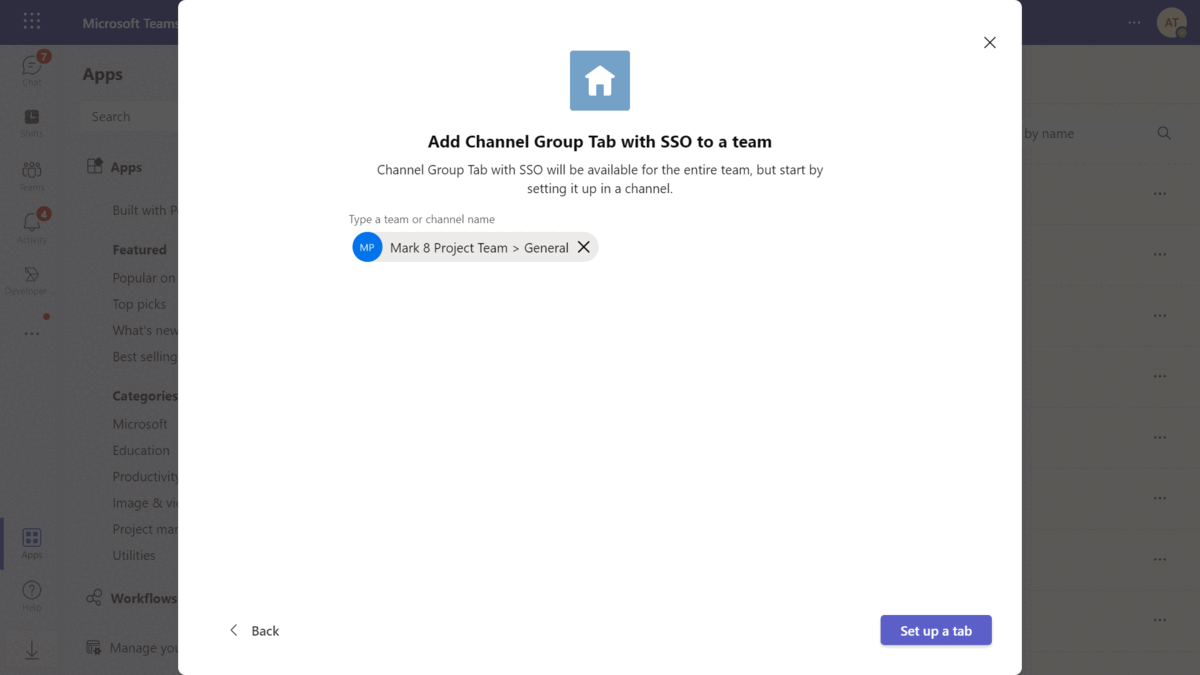 Microsoft Teams
AT
7
Chat
Shifts
Teams
4
Activity
Developer ...
Apps
Help
Apps
Search
Apps
Built with P
Featured
Popular on
Top picks
What's new
Best selling
Categories
Microsoft
Education
Productivity
Image & vi
Project mar
Utilities
Workflows
Manage you
by name
Add Channel Group Tab with SSO to a team
Channel Group Tab with SSO will be available for the entire team, but start by
setting it up in a channel.
Type a team or channel name
MP Mark 8 Project Team > General
Back
Set up a tab